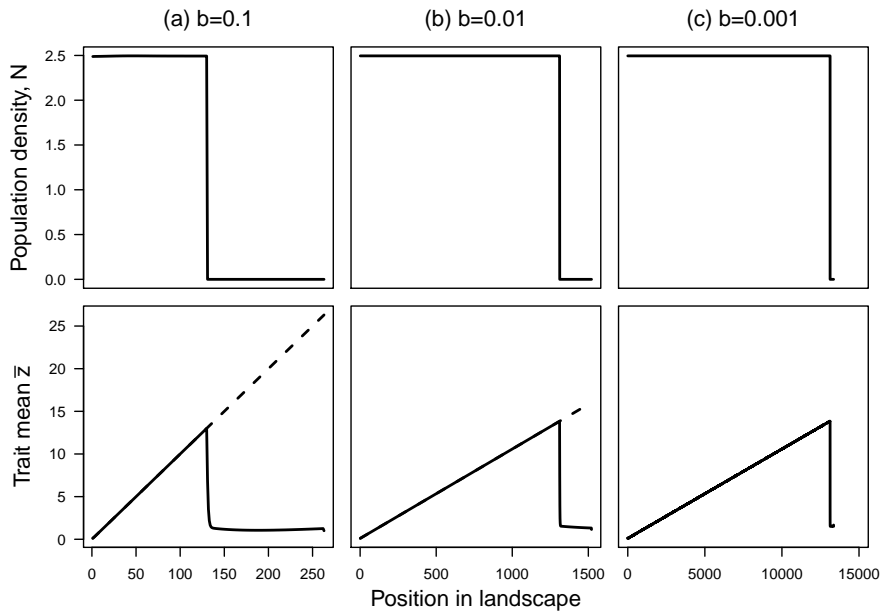 (a) b=0.1
(b) b=0.01
(c) b=0.001
Population density, N
2.5
2.0
1.5
1.0
0.5
0.0
Trait mean z̅
25
20
15
10
5
0
0 50 100 150 200 250
0 500 1000 1500
0 5000 10000 15000
Position in landscape